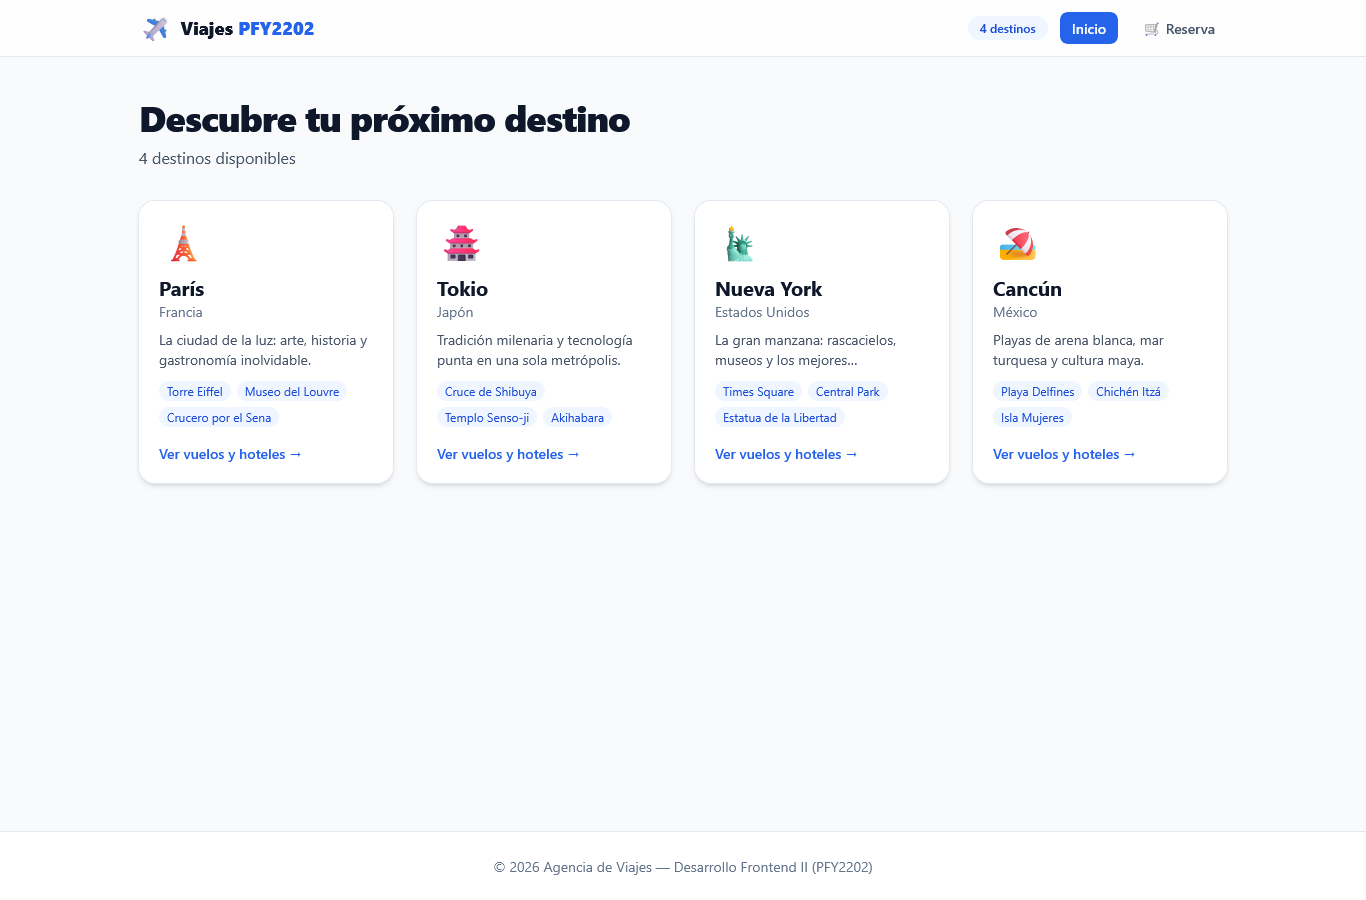 Viajes PFY2202
4 destinos
Inicio
Reserva
Descubre tu próximo destino
4 destinos disponibles
París
Francia
La ciudad de la luz: arte, historia y
gastronomía inolvidable.
Torre Eiffel
Museo del Louvre
Crucero por el Sena
Ver vuelos y hoteles →
Tokio
Japón
Tradición milenaria y tecnología
punta en una sola metrópolis.
Cruce de Shibuya
Templo Senso-ji
Akihabara
Ver vuelos y hoteles →
Nueva York
Estados Unidos
La gran manzana: rascacielos,
museos y los mejores...
Times Square
Central Park
Estatua de la Libertad
Ver vuelos y hoteles →
Cancún
México
Playas de arena blanca, mar
turquesa y cultura maya.
Playa Delfines
Chichén Itzá
Isla Mujeres
Ver vuelos y hoteles →
© 2026 Agencia de Viajes — Desarrollo Frontend II (PFY2202)